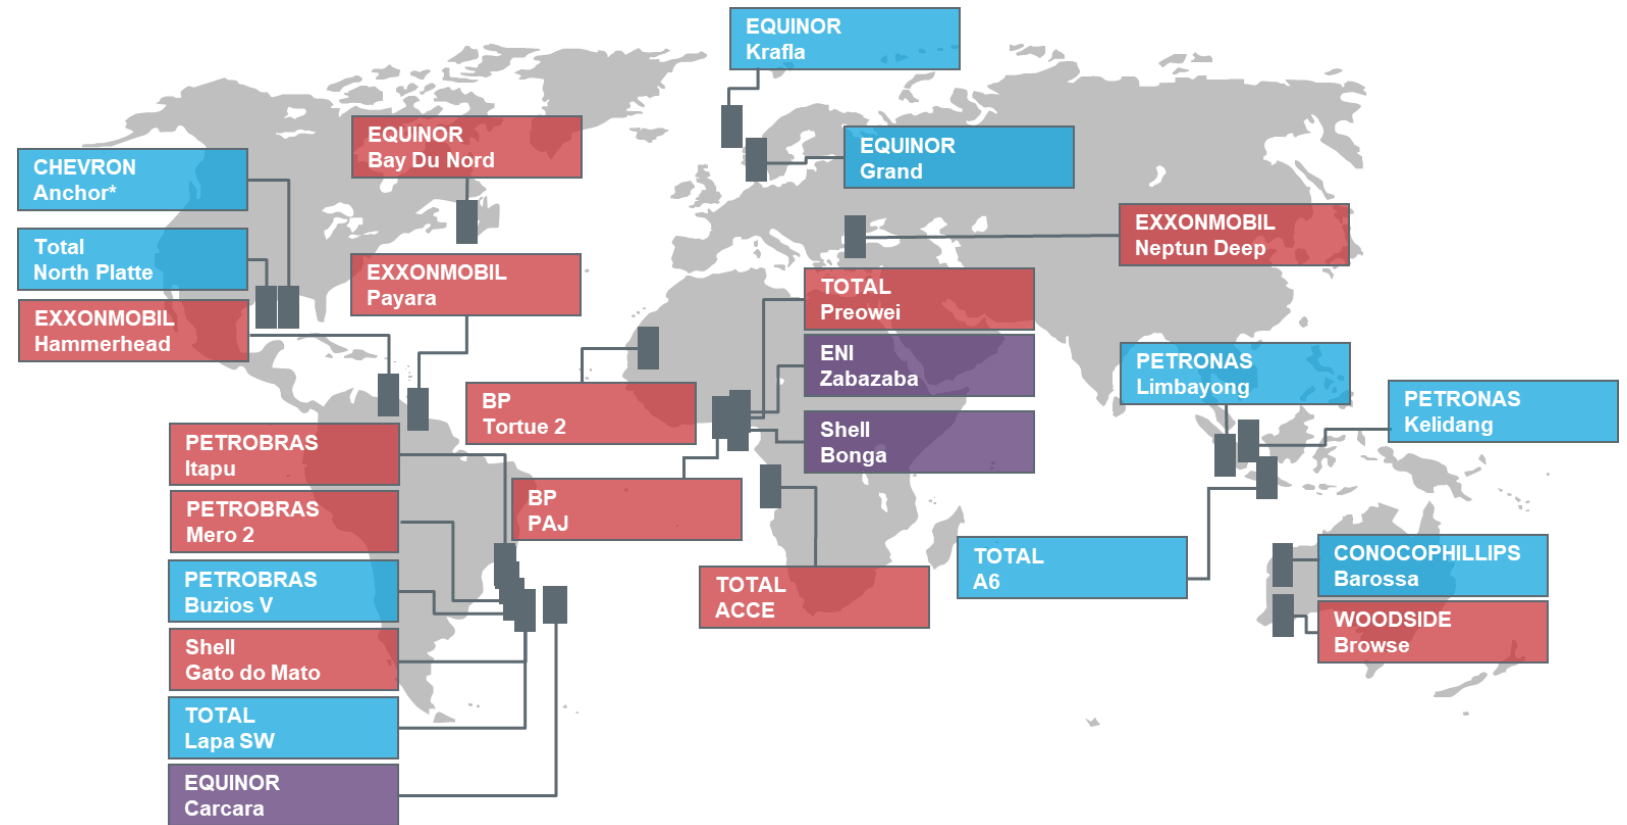 EQUINOR
Krafla
EQUINOR
Bay Du Nord
EQUINOR
Grand
CHEVRON
Anchor*
EXXONMOBIL
Neptun Deep
Total
North Platte
EXXONMOBIL
Payara
TOTAL
Preowei
EXXONMOBIL
Hammerhead
ENI
Zabazaba
PETRONAS
Limbayong
BP
Tortue 2
PETRONAS
Kelidang
Shell
Bonga
PETROBRAS
Itapu
BP
PAJ
PETROBRAS
Mero 2
CONOCOPHILLIPS
Barossa
TOTAL
A6
PETROBRAS
Buzios V
TOTAL
ACCE
WOODSIDE
Browse
Shell
Gato do Mato
TOTAL
Lapa SW
EQUINOR
Carcara